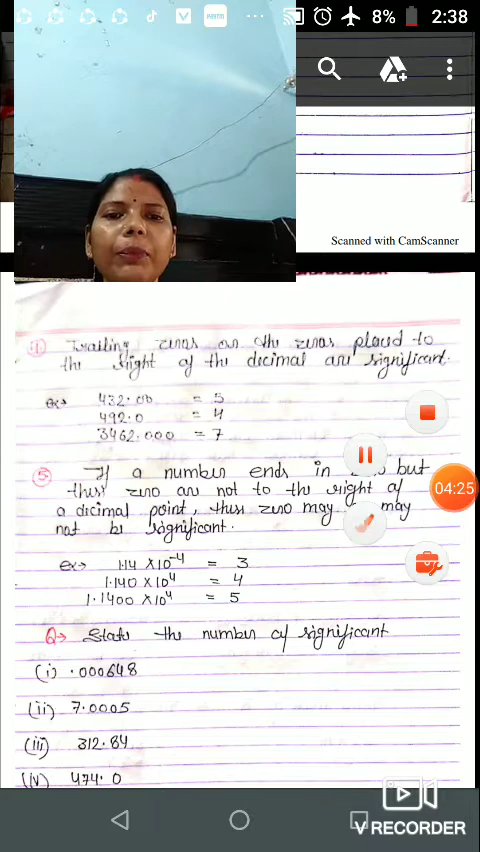 PAYTM
8% 2:38
Scanned with CamScanner
④ Trailing zeros or the zeros placed to
the right of the decimal are significant.
ex→ 432.00 = 5
492.0 = 4
3462.000 = 7
⑤ If a number ends in but
these zero are not to the right of
a decimal point, these zero may may
not be significant.
ex→ 1.14 X 10⁻⁴ = 3
1.140 X 10⁴ = 4
1.1400 X 10⁴ = 5
04:25
Q→ State the number of significant
(i) .000648
(ii) 7.0005
(iii) 312.84
(iv) 474.0
V RECORDER